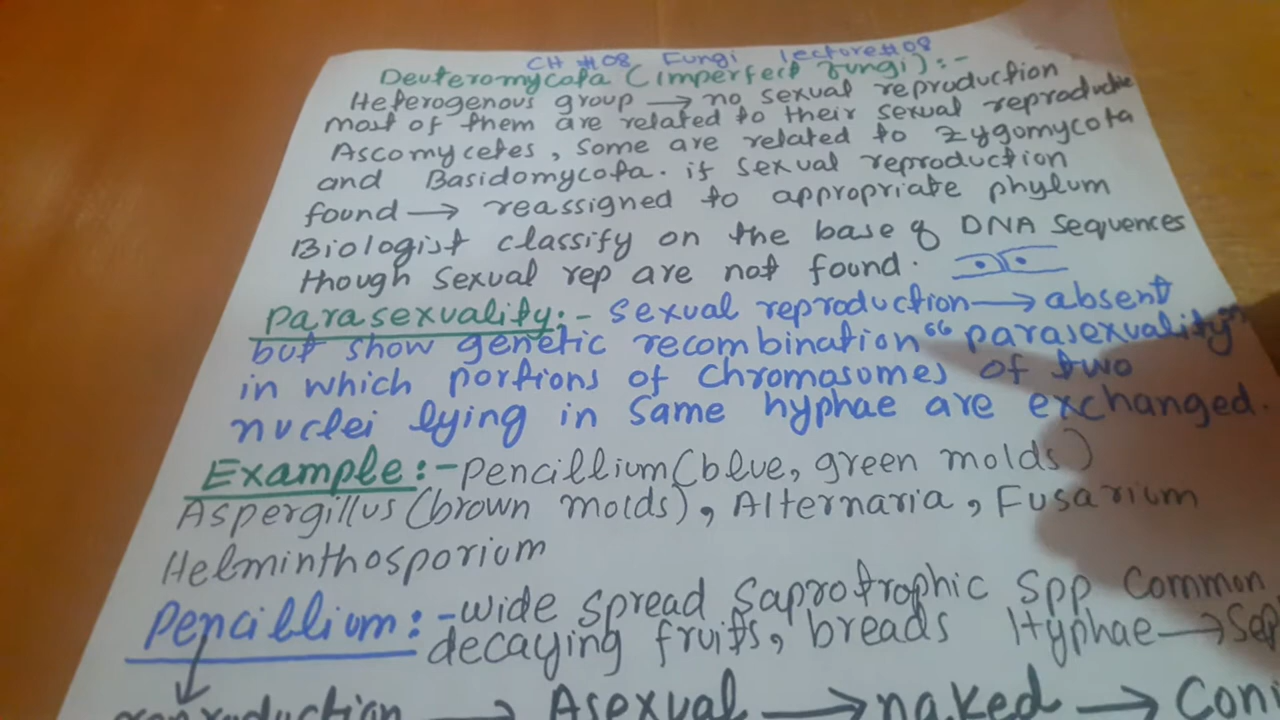 CH #08 Fungi lecture#08
Deuteromycota (Imperfect Fungi):-
Heterogenous group → no sexual reproduction
most of them are related to their sexual reproductive
Ascomycetes, some are related to zygomycota
and Basidomycota. if sexual reproduction
found → reassigned to appropriate phylum
Biologist classify on the base of DNA sequences
though sexual rep are not found.
Parasexuality:- sexual reproduction → absent
but show genetic recombination "parasexuality"
in which portions of chromasomes of two
nuclei lying in same hyphae are exchanged.
Example:- Pencillium (blue, green molds)
Aspergillus (brown molds), Alternaria, Fusarium
Helminthosporium
Pencillium:- wide spread saprotrophic spp common
decaying fruits, breads Hyphae → Sep
Asexual → naked → Coni